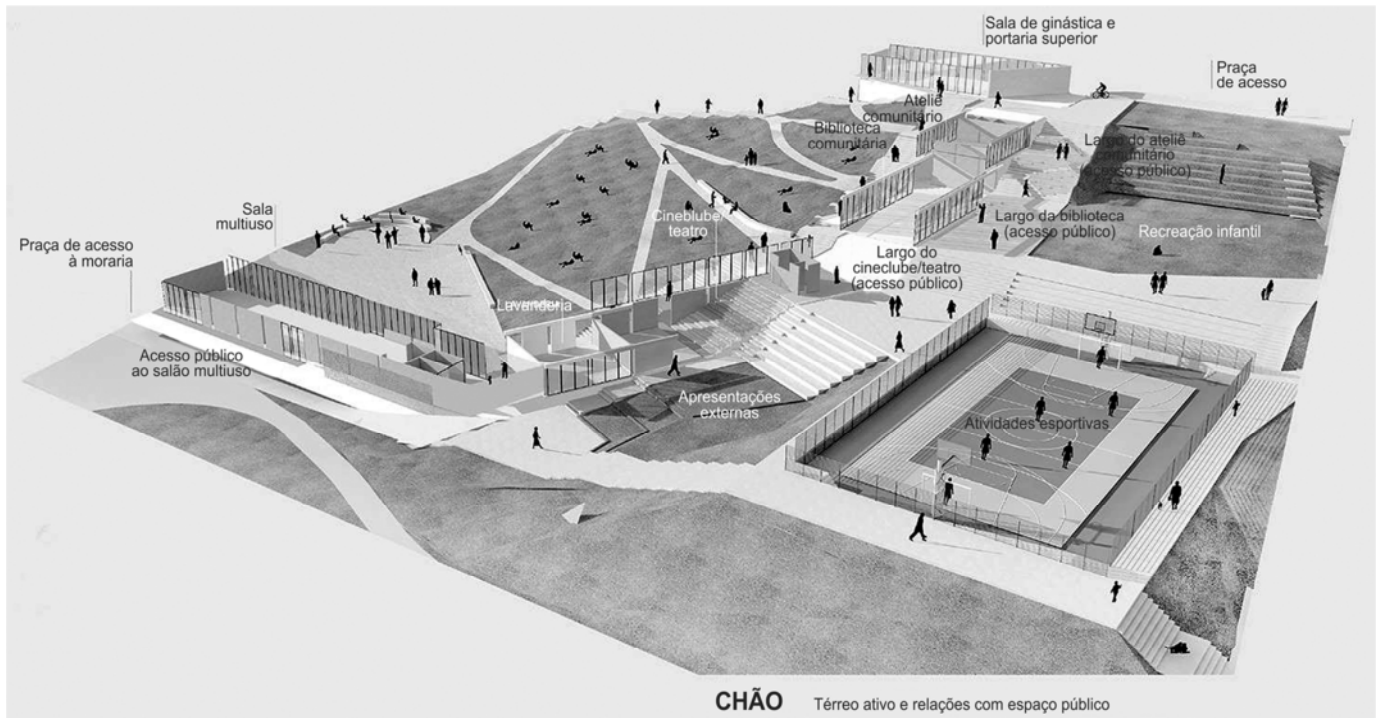 Sala de ginástica e
portaria superior
Praça
de acesso
Ateliê
comunitário
Biblioteca
comunitária
Largo do ateliê
comunitário
(acesso público)
Sala
multiuso
Cineblube/
teatro
Largo da biblioteca
(acesso público)
Recreação infantil
Praça de acesso
à moraria
Largo do
cineclube/teatro
(acesso público)
Lavanderia
Acesso público
ao salão multiuso
Apresentações
externas
Atividades esportivas
CHÃO Térreo ativo e relações com espaço público